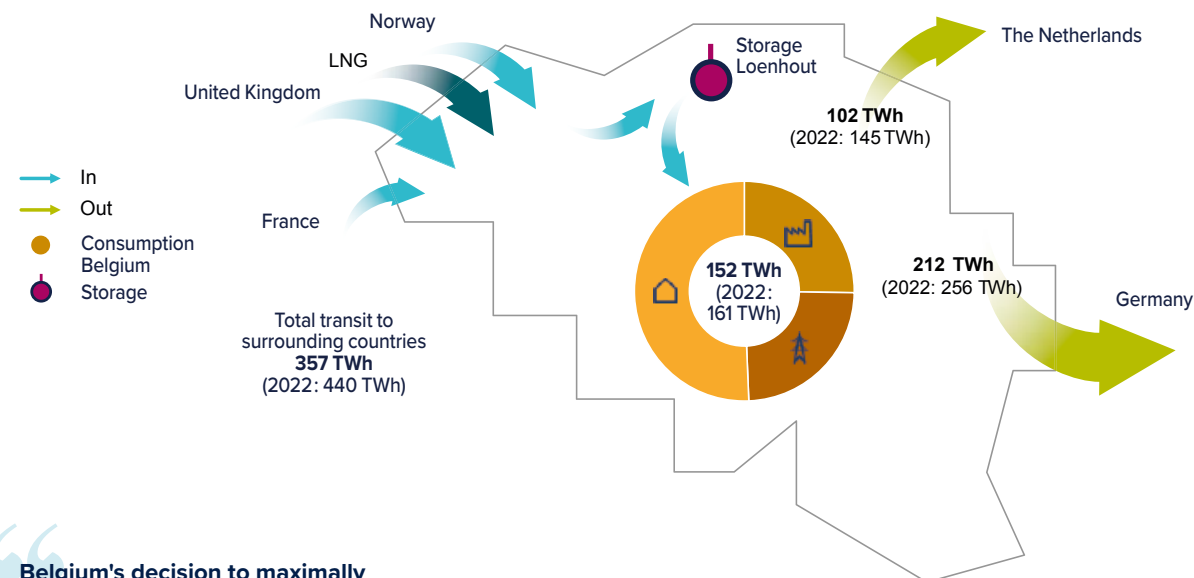 Norway
LNG
United Kingdom
France
In
Out
Consumption
Belgium
Storage
Total transit to
surrounding countries
357 TWh
(2022: 440 TWh)
Storage
Loenhout
The Netherlands
102 TWh
(2022: 145 TWh)
152 TWh
(2022:
161 TWh)
212 TWh
(2022: 256 TWh)
Germany
Belgium's decision to maximally